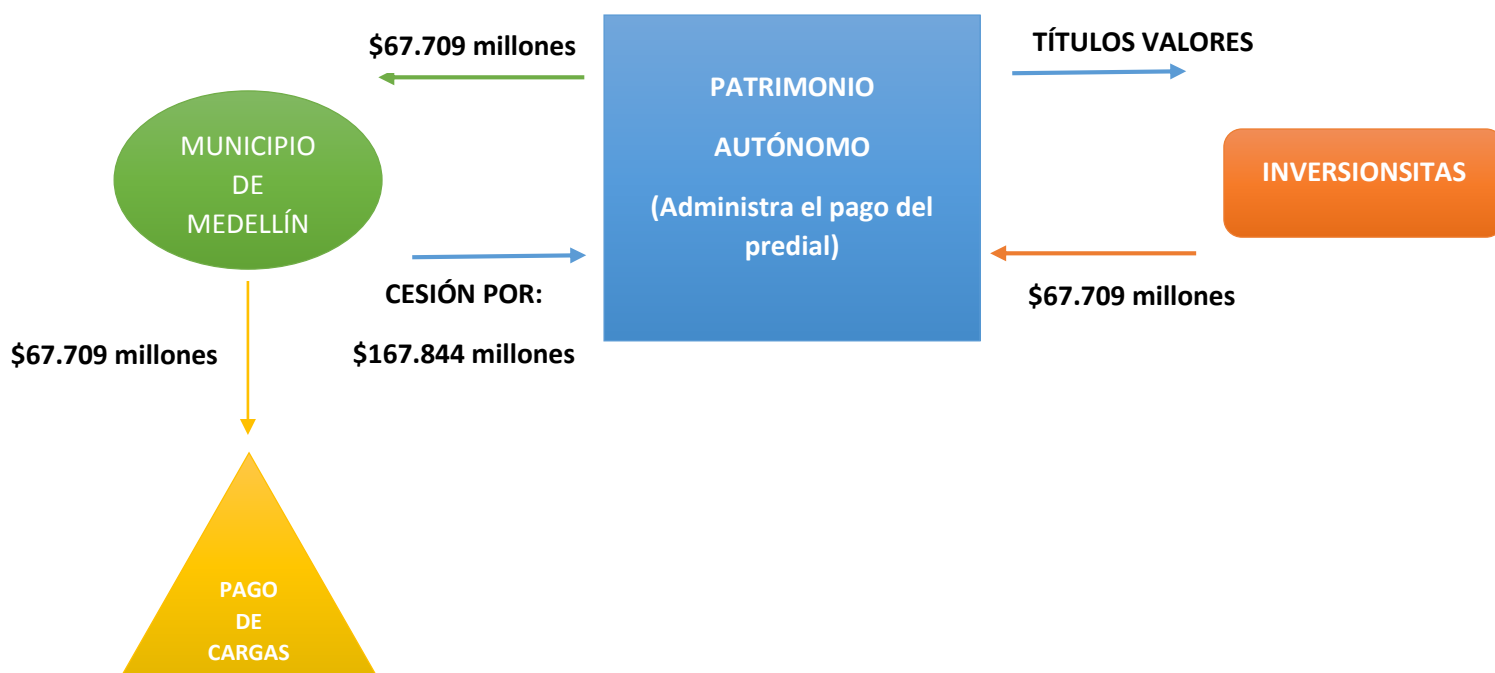 $67.709 millones
TÍTULOS VALORES
MUNICIPIO
DE
MEDELLÍN
PATRIMONIO
AUTÓNOMO
(Administra el pago del
predial)
INVERSIONSITAS
CESIÓN POR:
$167.844 millones
$67.709 millones
$67.709 millones
PAGO
DE
CARGAS